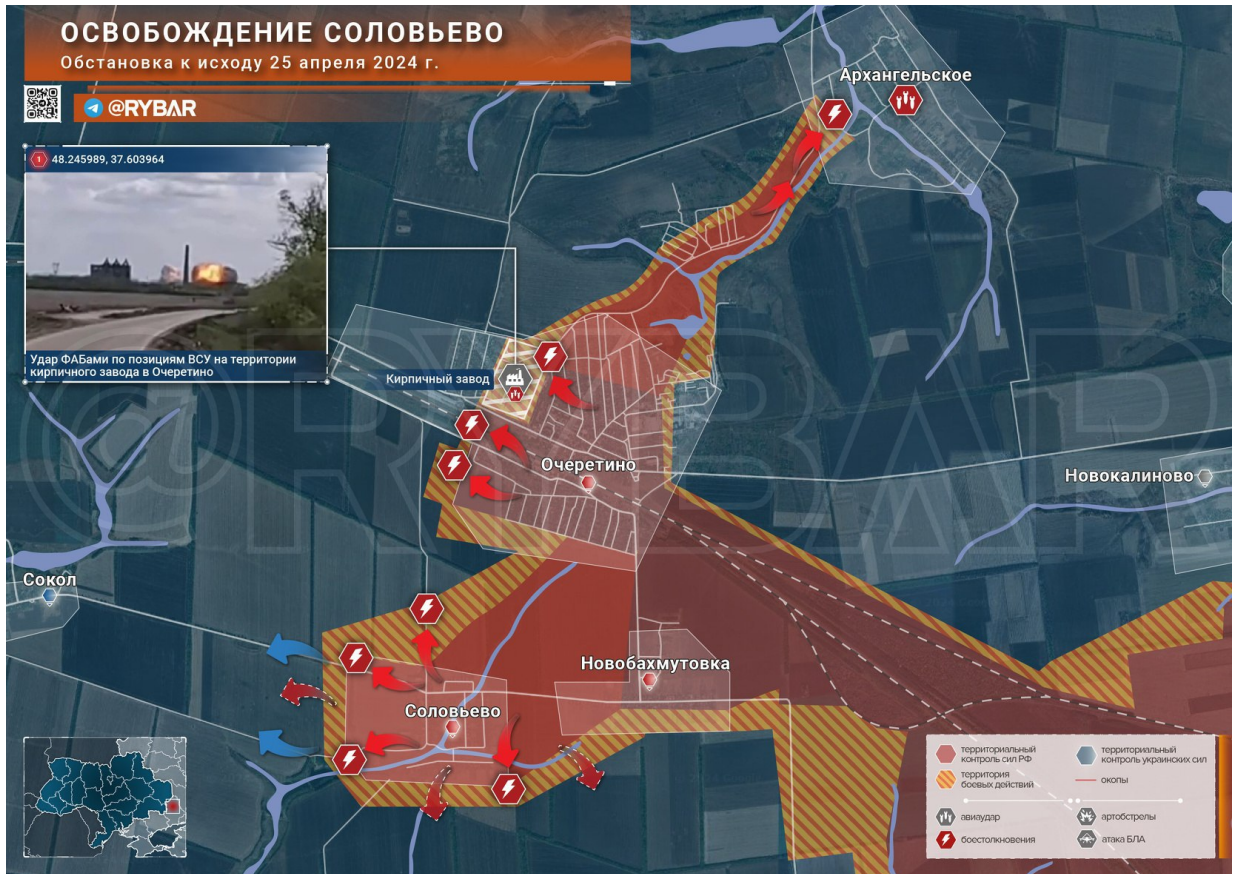 ОСВОБОЖДЕНИЕ СОЛОВЬЕВО
Обстановка к исходу 25 апреля 2024 г.
@RYBAR
1
48.245989, 37.603964
Удар ФАБами по позициям ВСУ на территории
кирпичного завода в Очеретино
Архангельское
Кирпичный завод
Очеретино
Новокалиново
Сокол
Новобахмутовка
Соловьево
@RYBAR
территориальный
контроль сил РФ
территориальный
контроль украинских сил
территория
боевых действий
окопы
авиаудар
артобстрелы
боестолкновения
атака БЛА